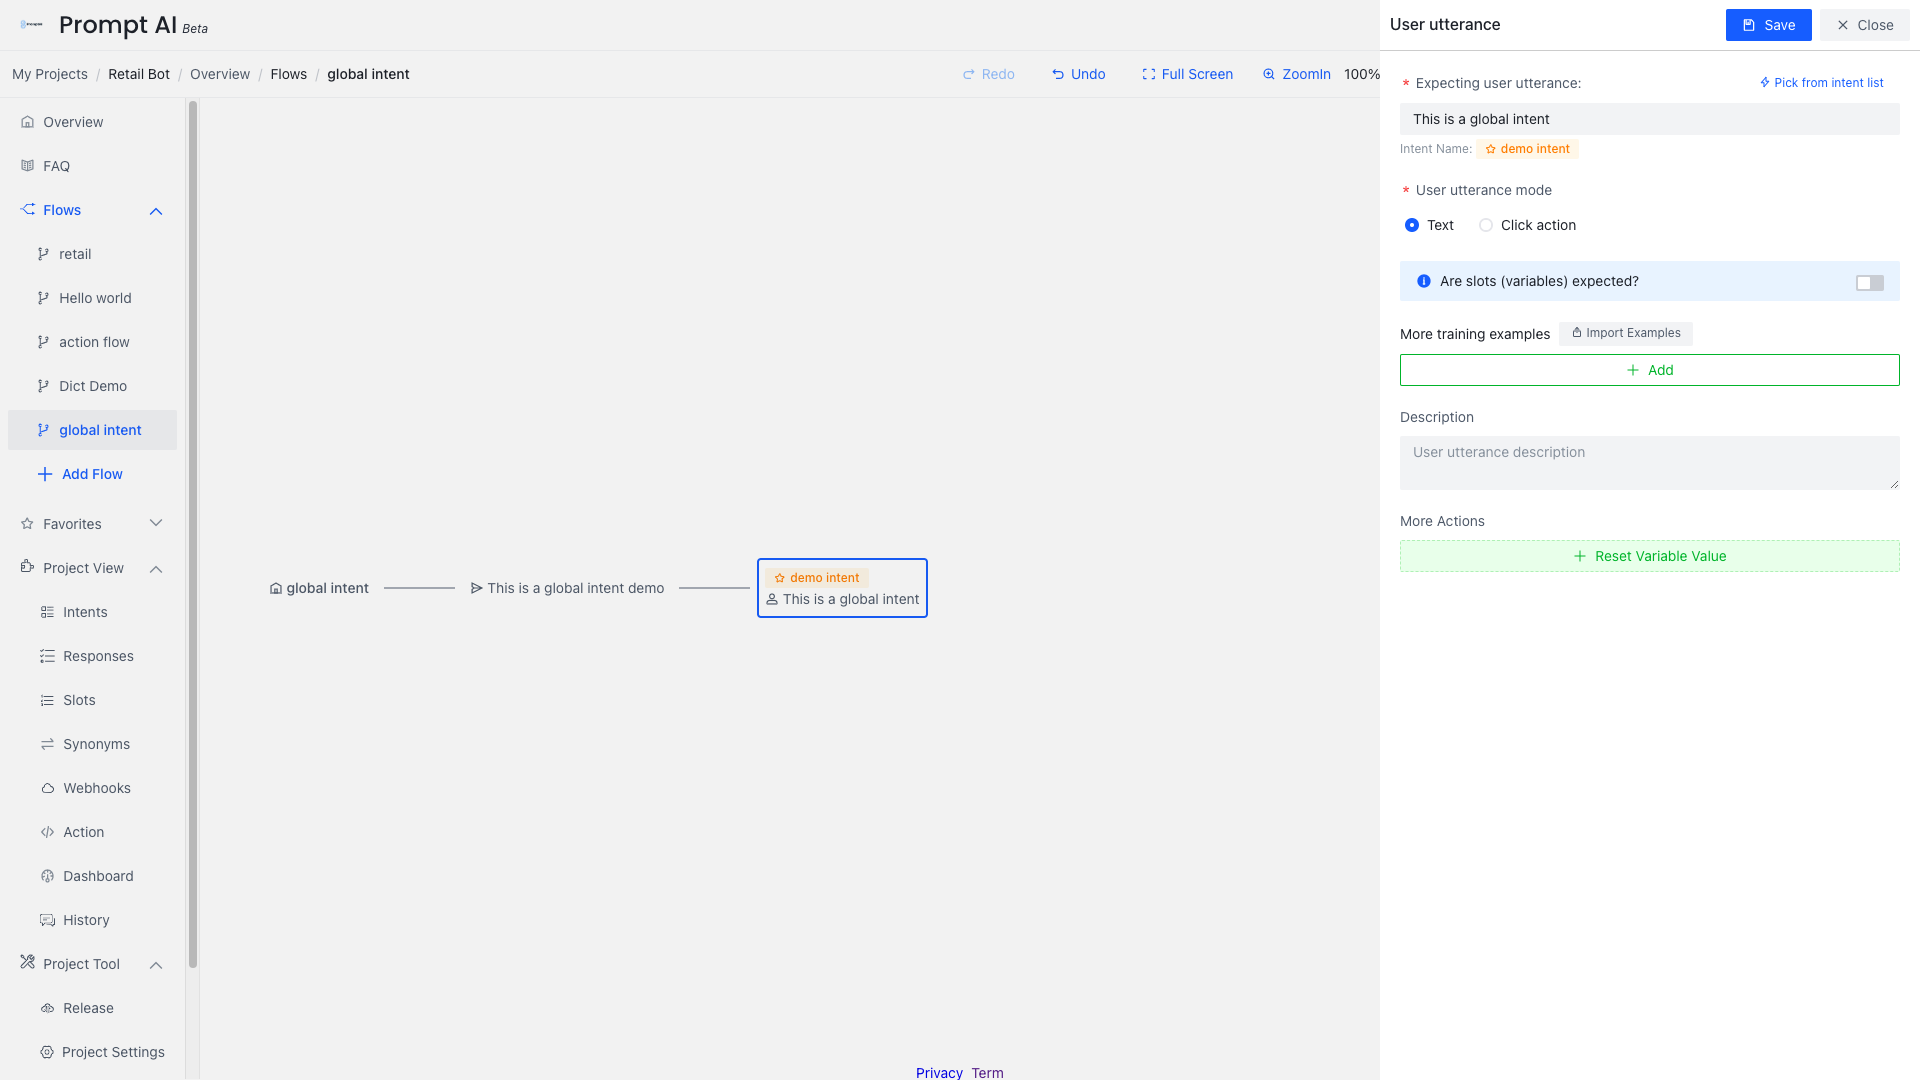 Prompt AI Beta
My Projects / Retail Bot / Overview / Flows / global intent
Redo
Undo
Full Screen
ZoomIn
100%
Overview
FAQ
Flows
retail
Hello world
action flow
Dict Demo
global intent
Add Flow
Favorites
Project View
Intents
Responses
Slots
Synonyms
Webhooks
Action
Dashboard
History
Project Tool
Release
Project Settings
global intent
This is a global intent demo
demo intent
This is a global intent
Privacy Term
User utterance
Save
Close
* Expecting user utterance:
Pick from intent list
This is a global intent
Intent Name: demo intent
* User utterance mode
Text
Click action
Are slots (variables) expected?
More training examples
Import Examples
Add
Description
User utterance description
More Actions
Reset Variable Value